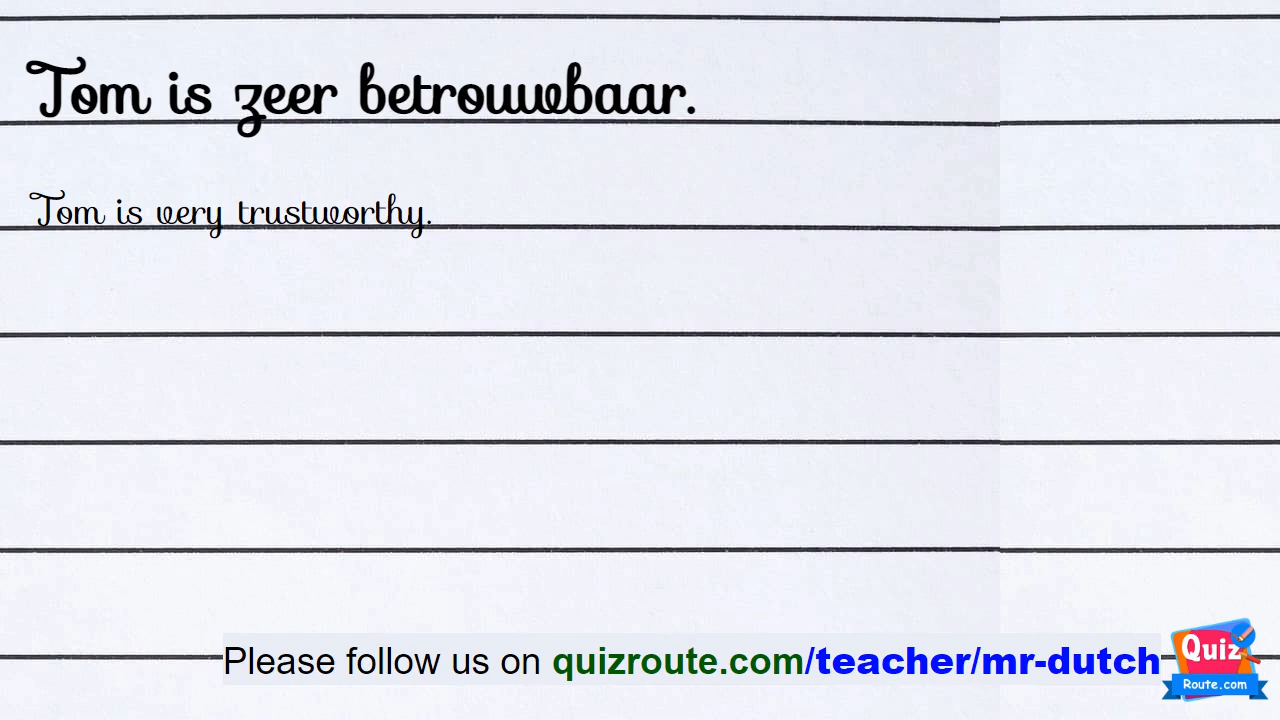 Tom is zeer betrouwbaar.
Tom is very trustworthy.
Please follow us on quizroute.com/teacher/mr-dutch
Quiz
Route.com